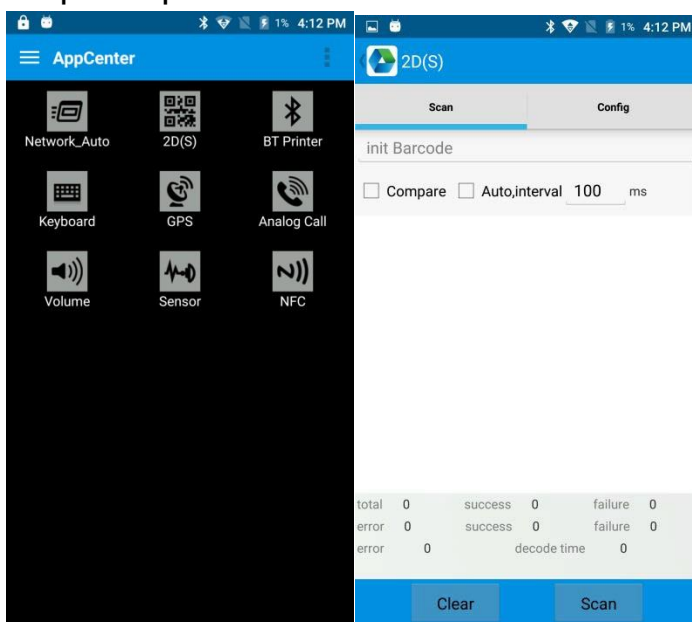 1% 4:12 PM
AppCenter
Network_Auto 2D(S) BT Printer
Keyboard GPS Analog Call
Volume Sensor NFC
1% 4:12 PM
2D(S)
Scan Config
init Barcode
Compare Auto,interval 100 ms
total 0 success 0 failure 0
error 0 success 0 failure 0
error 0 decode time 0
Clear Scan